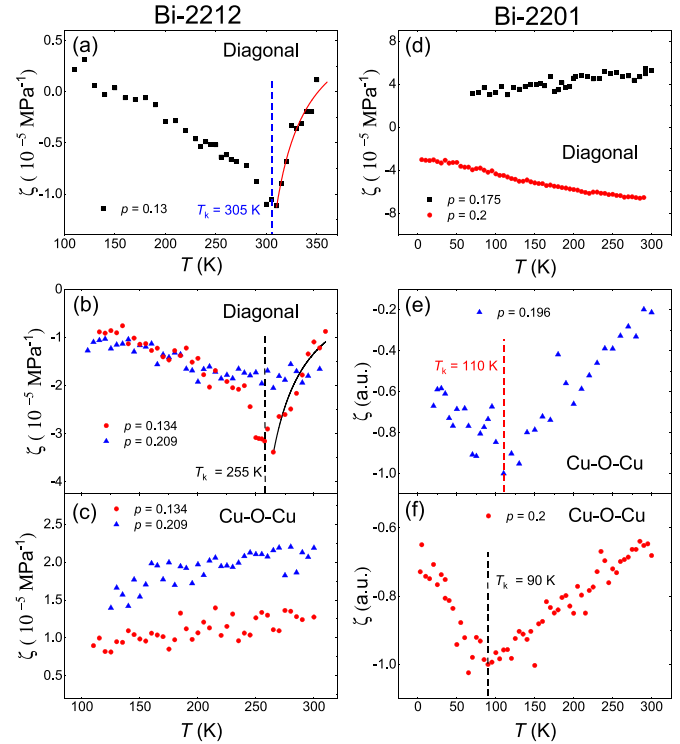 Bi-2212
Bi-2201
(a)
Diagonal
ζ ( 10⁻⁵ MPa⁻¹)
0.0
-0.5
-1.0
p = 0.13
Tk = 305 K
100 150 200 250 300 350
T (K)
(d)
Diagonal
ζ ( 10⁻⁵ MPa⁻¹)
8
4
0
-4
-8
p = 0.175
p = 0.2
0 50 100 150 200 250 300
T (K)
(b)
Diagonal
ζ ( 10⁻⁵ MPa⁻¹)
0
-1
-2
-3
-4
p = 0.134
p = 0.209
Tk = 255 K
(c)
Cu-O-Cu
p = 0.134
p = 0.209
ζ ( 10⁻⁵ MPa⁻¹)
2.5
2.0
1.5
1.0
0.5
100 150 200 250 300
T (K)
(e)
p = 0.196
ζ (a.u.)
-0.2
-0.4
-0.6
-0.8
-1.0
Tk = 110 K
Cu-O-Cu
(f)
p = 0.2
Cu-O-Cu
ζ (a.u.)
-0.6
-0.8
-1.0
Tk = 90 K
0 50 100 150 200 250 300
T (K)